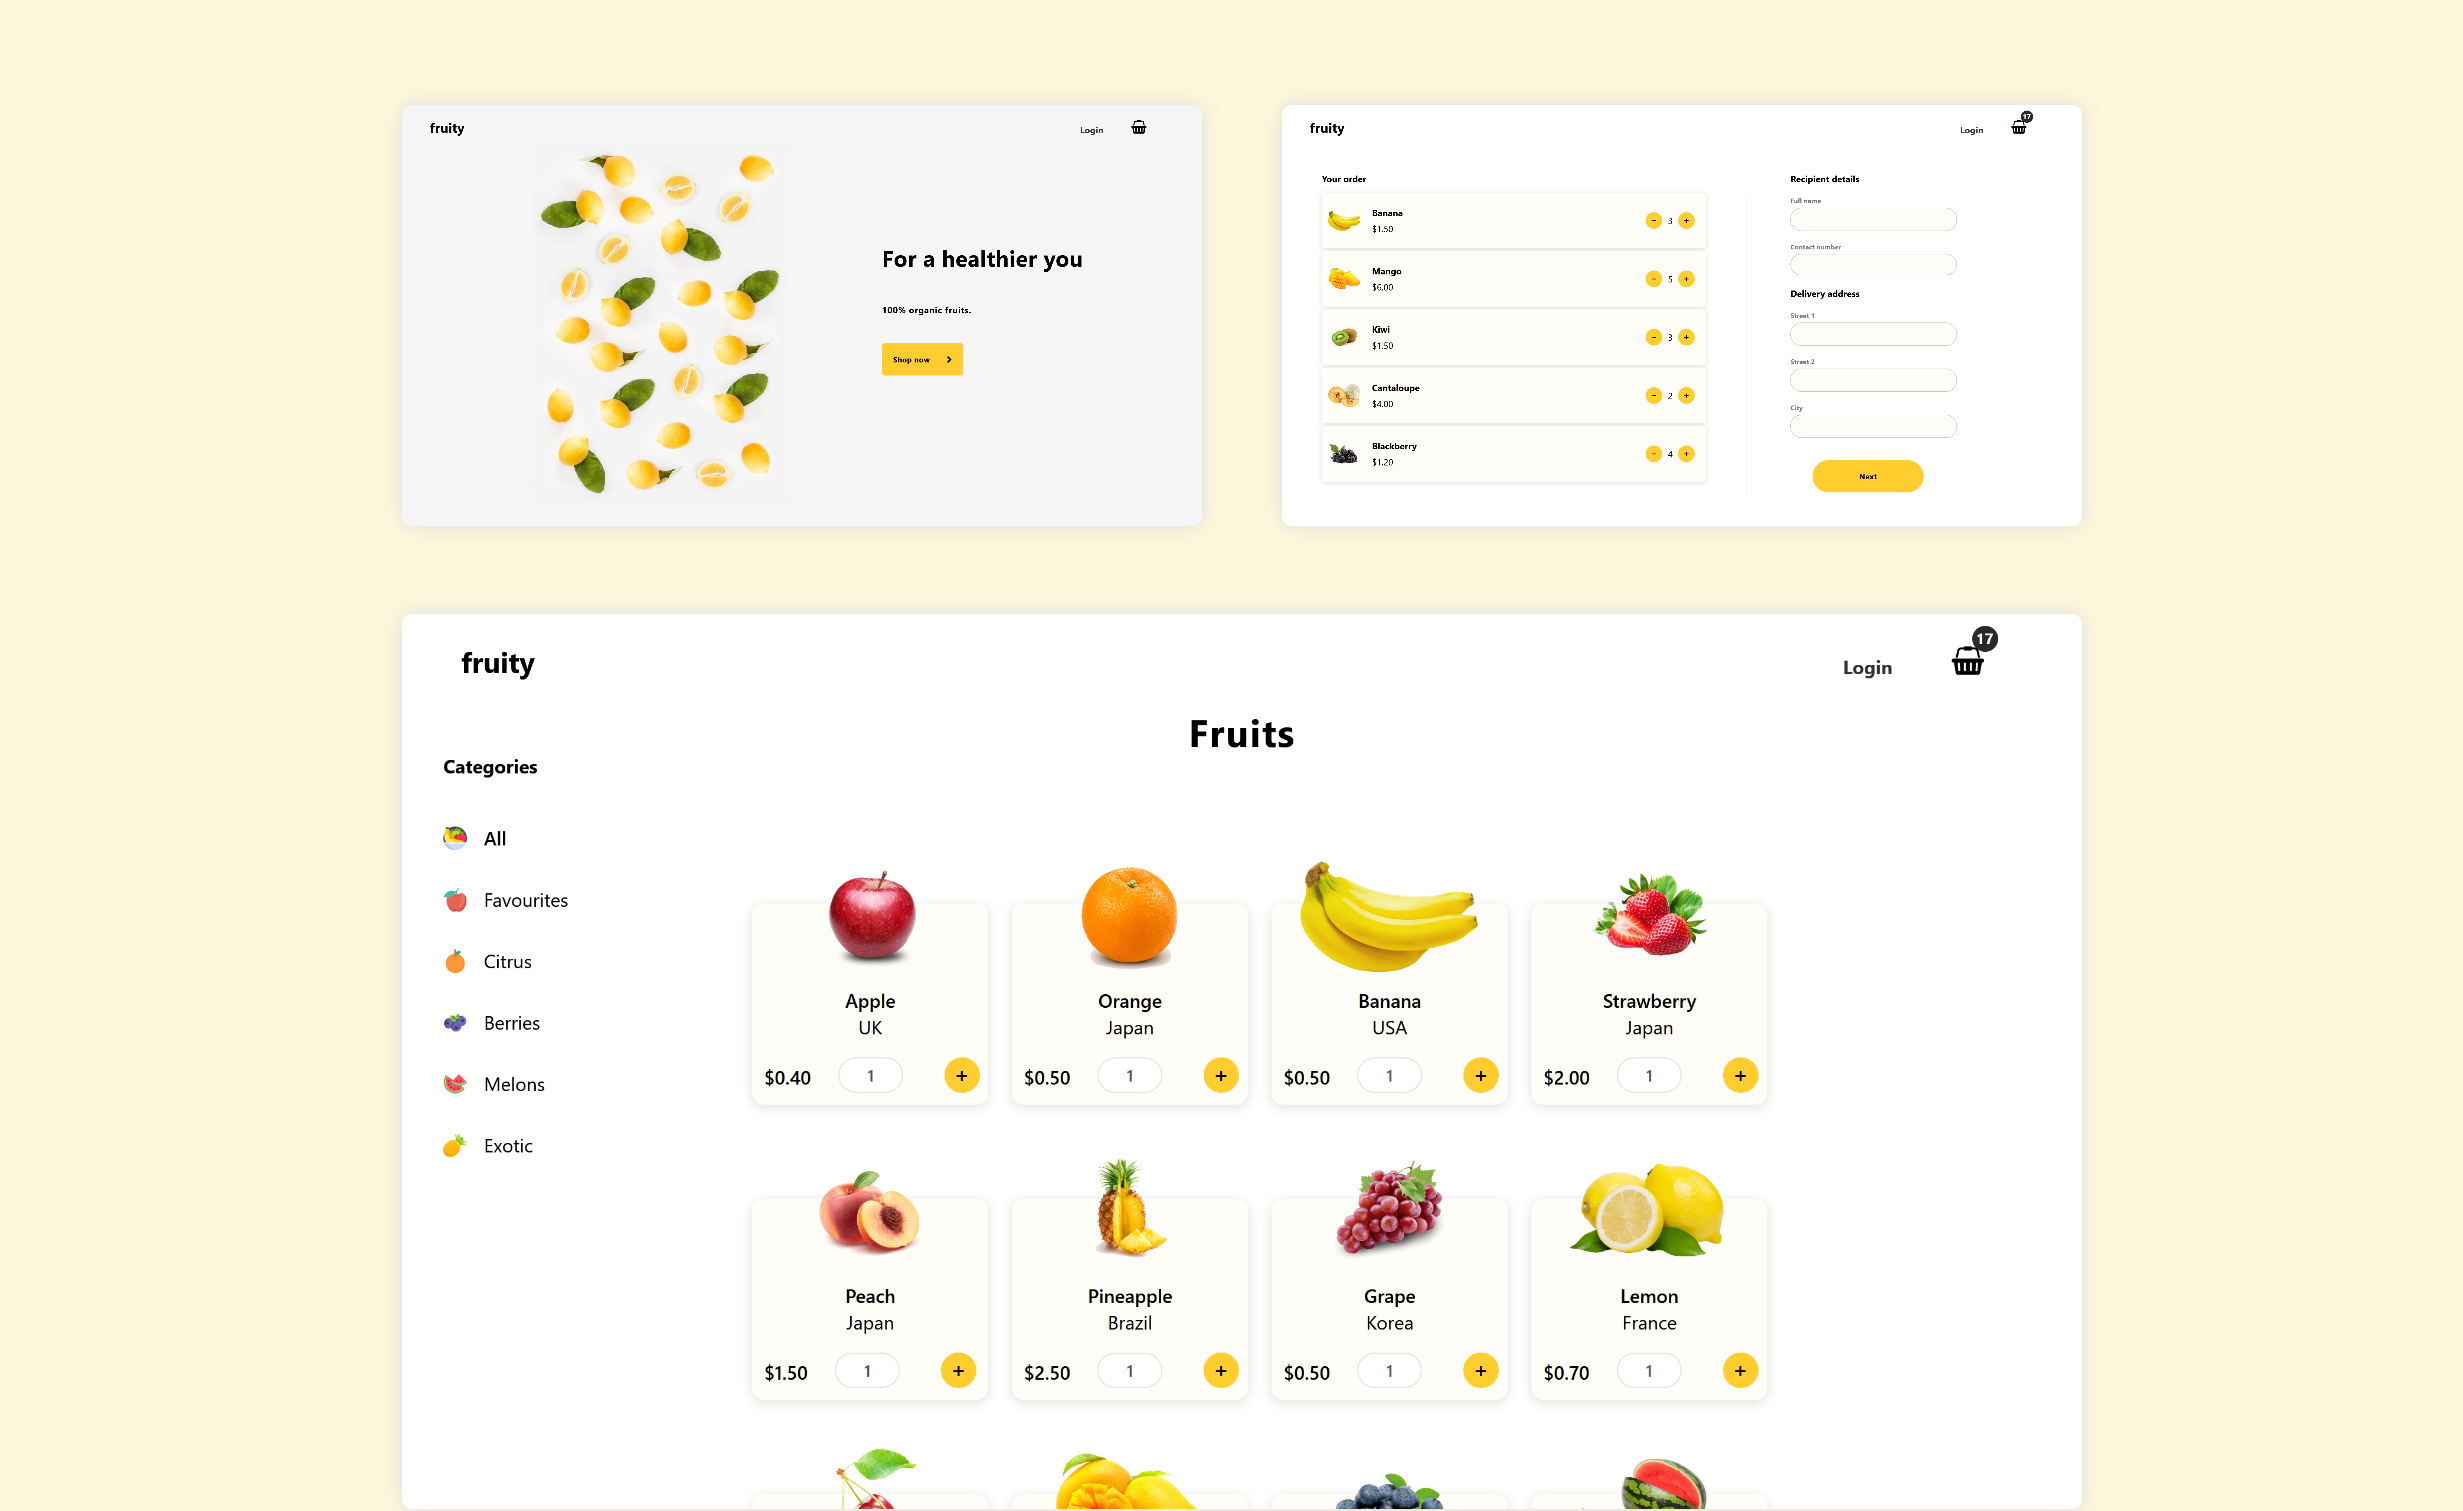 fruity
Login
For a healthier you
100% organic fruits.
Shop now
fruity
Login
17
Your order
Banana
$1.50
- 3 +
Mango
$6.00
- 5 +
Kiwi
$1.50
- 3 +
Cantaloupe
$4.00
- 2 +
Blackberry
$1.20
- 4 +
Recipient details
Full name
Contact number
Delivery address
Street 1
Street 2
City
Next
fruity
Login
17
Fruits
Categories
All
Favourites
Citrus
Berries
Melons
Exotic
Apple
UK
$0.40 1 +
Orange
Japan
$0.50 1 +
Banana
USA
$0.50 1 +
Strawberry
Japan
$2.00 1 +
Peach
Japan
$1.50 1 +
Pineapple
Brazil
$2.50 1 +
Grape
Korea
$0.50 1 +
Lemon
France
$0.70 1 +